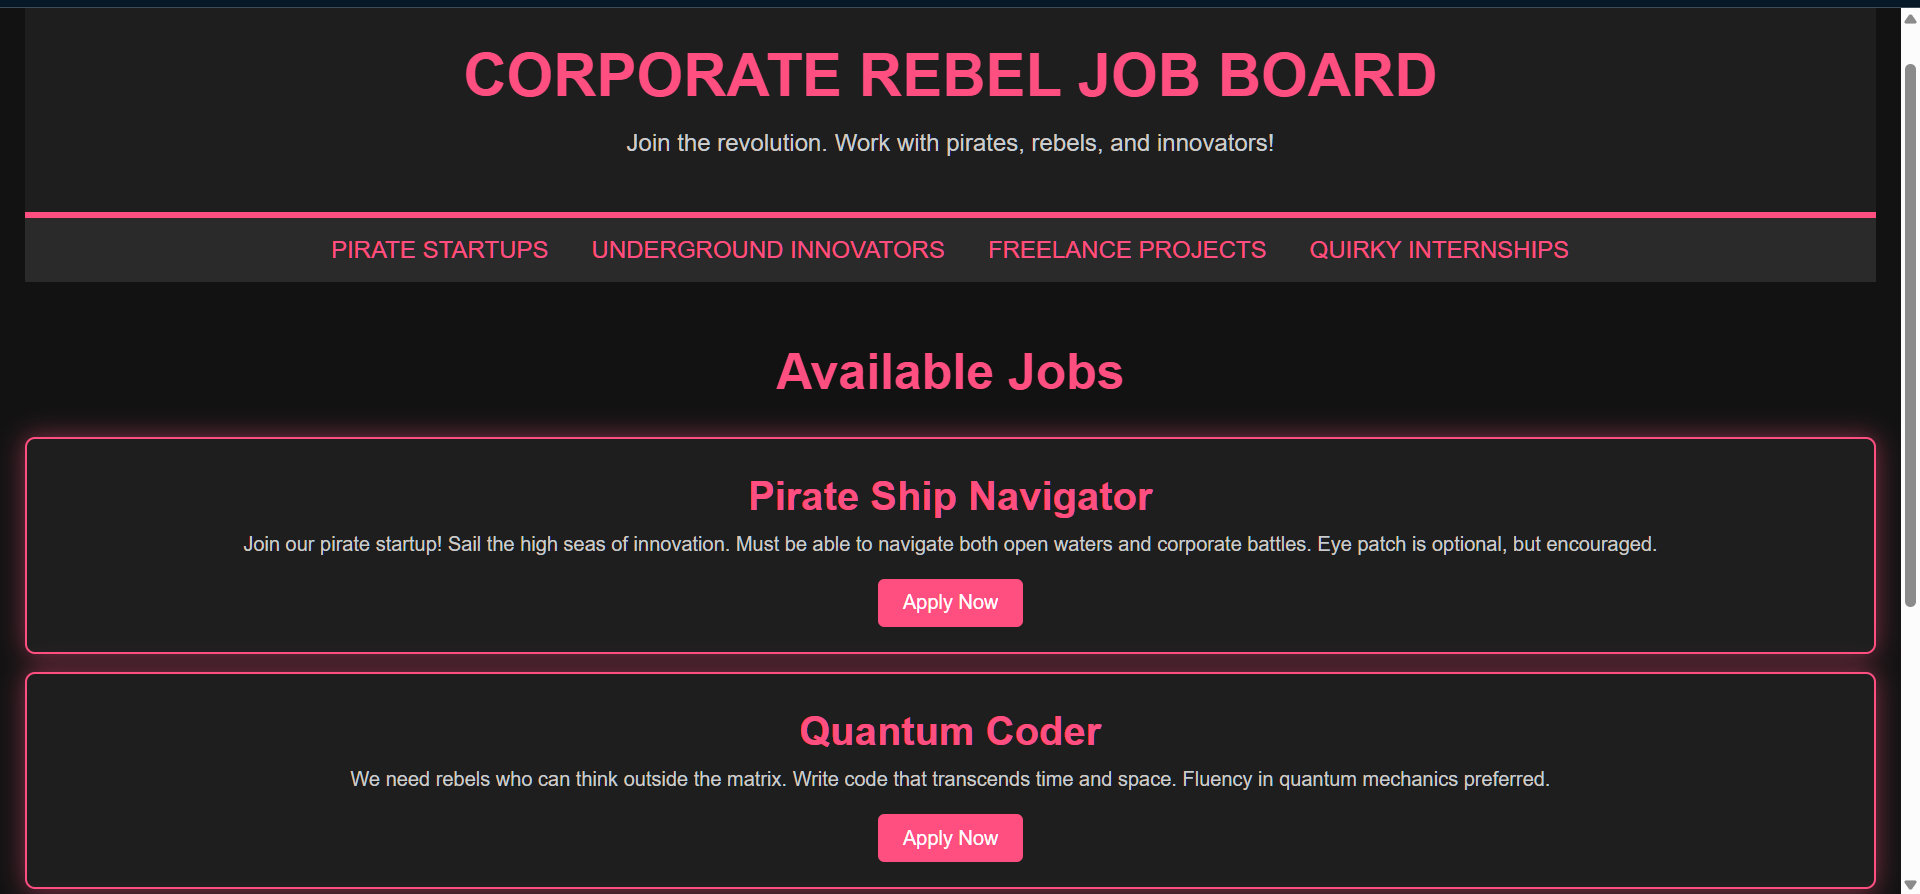 CORPORATE REBEL JOB BOARD
Join the revolution. Work with pirates, rebels, and innovators!
PIRATE STARTUPS UNDERGROUND INNOVATORS FREELANCE PROJECTS QUIRKY INTERNSHIPS
Available Jobs
Pirate Ship Navigator
Join our pirate startup! Sail the high seas of innovation. Must be able to navigate both open waters and corporate battles. Eye patch is optional, but encouraged.
Apply Now
Quantum Coder
We need rebels who can think outside the matrix. Write code that transcends time and space. Fluency in quantum mechanics preferred.
Apply Now